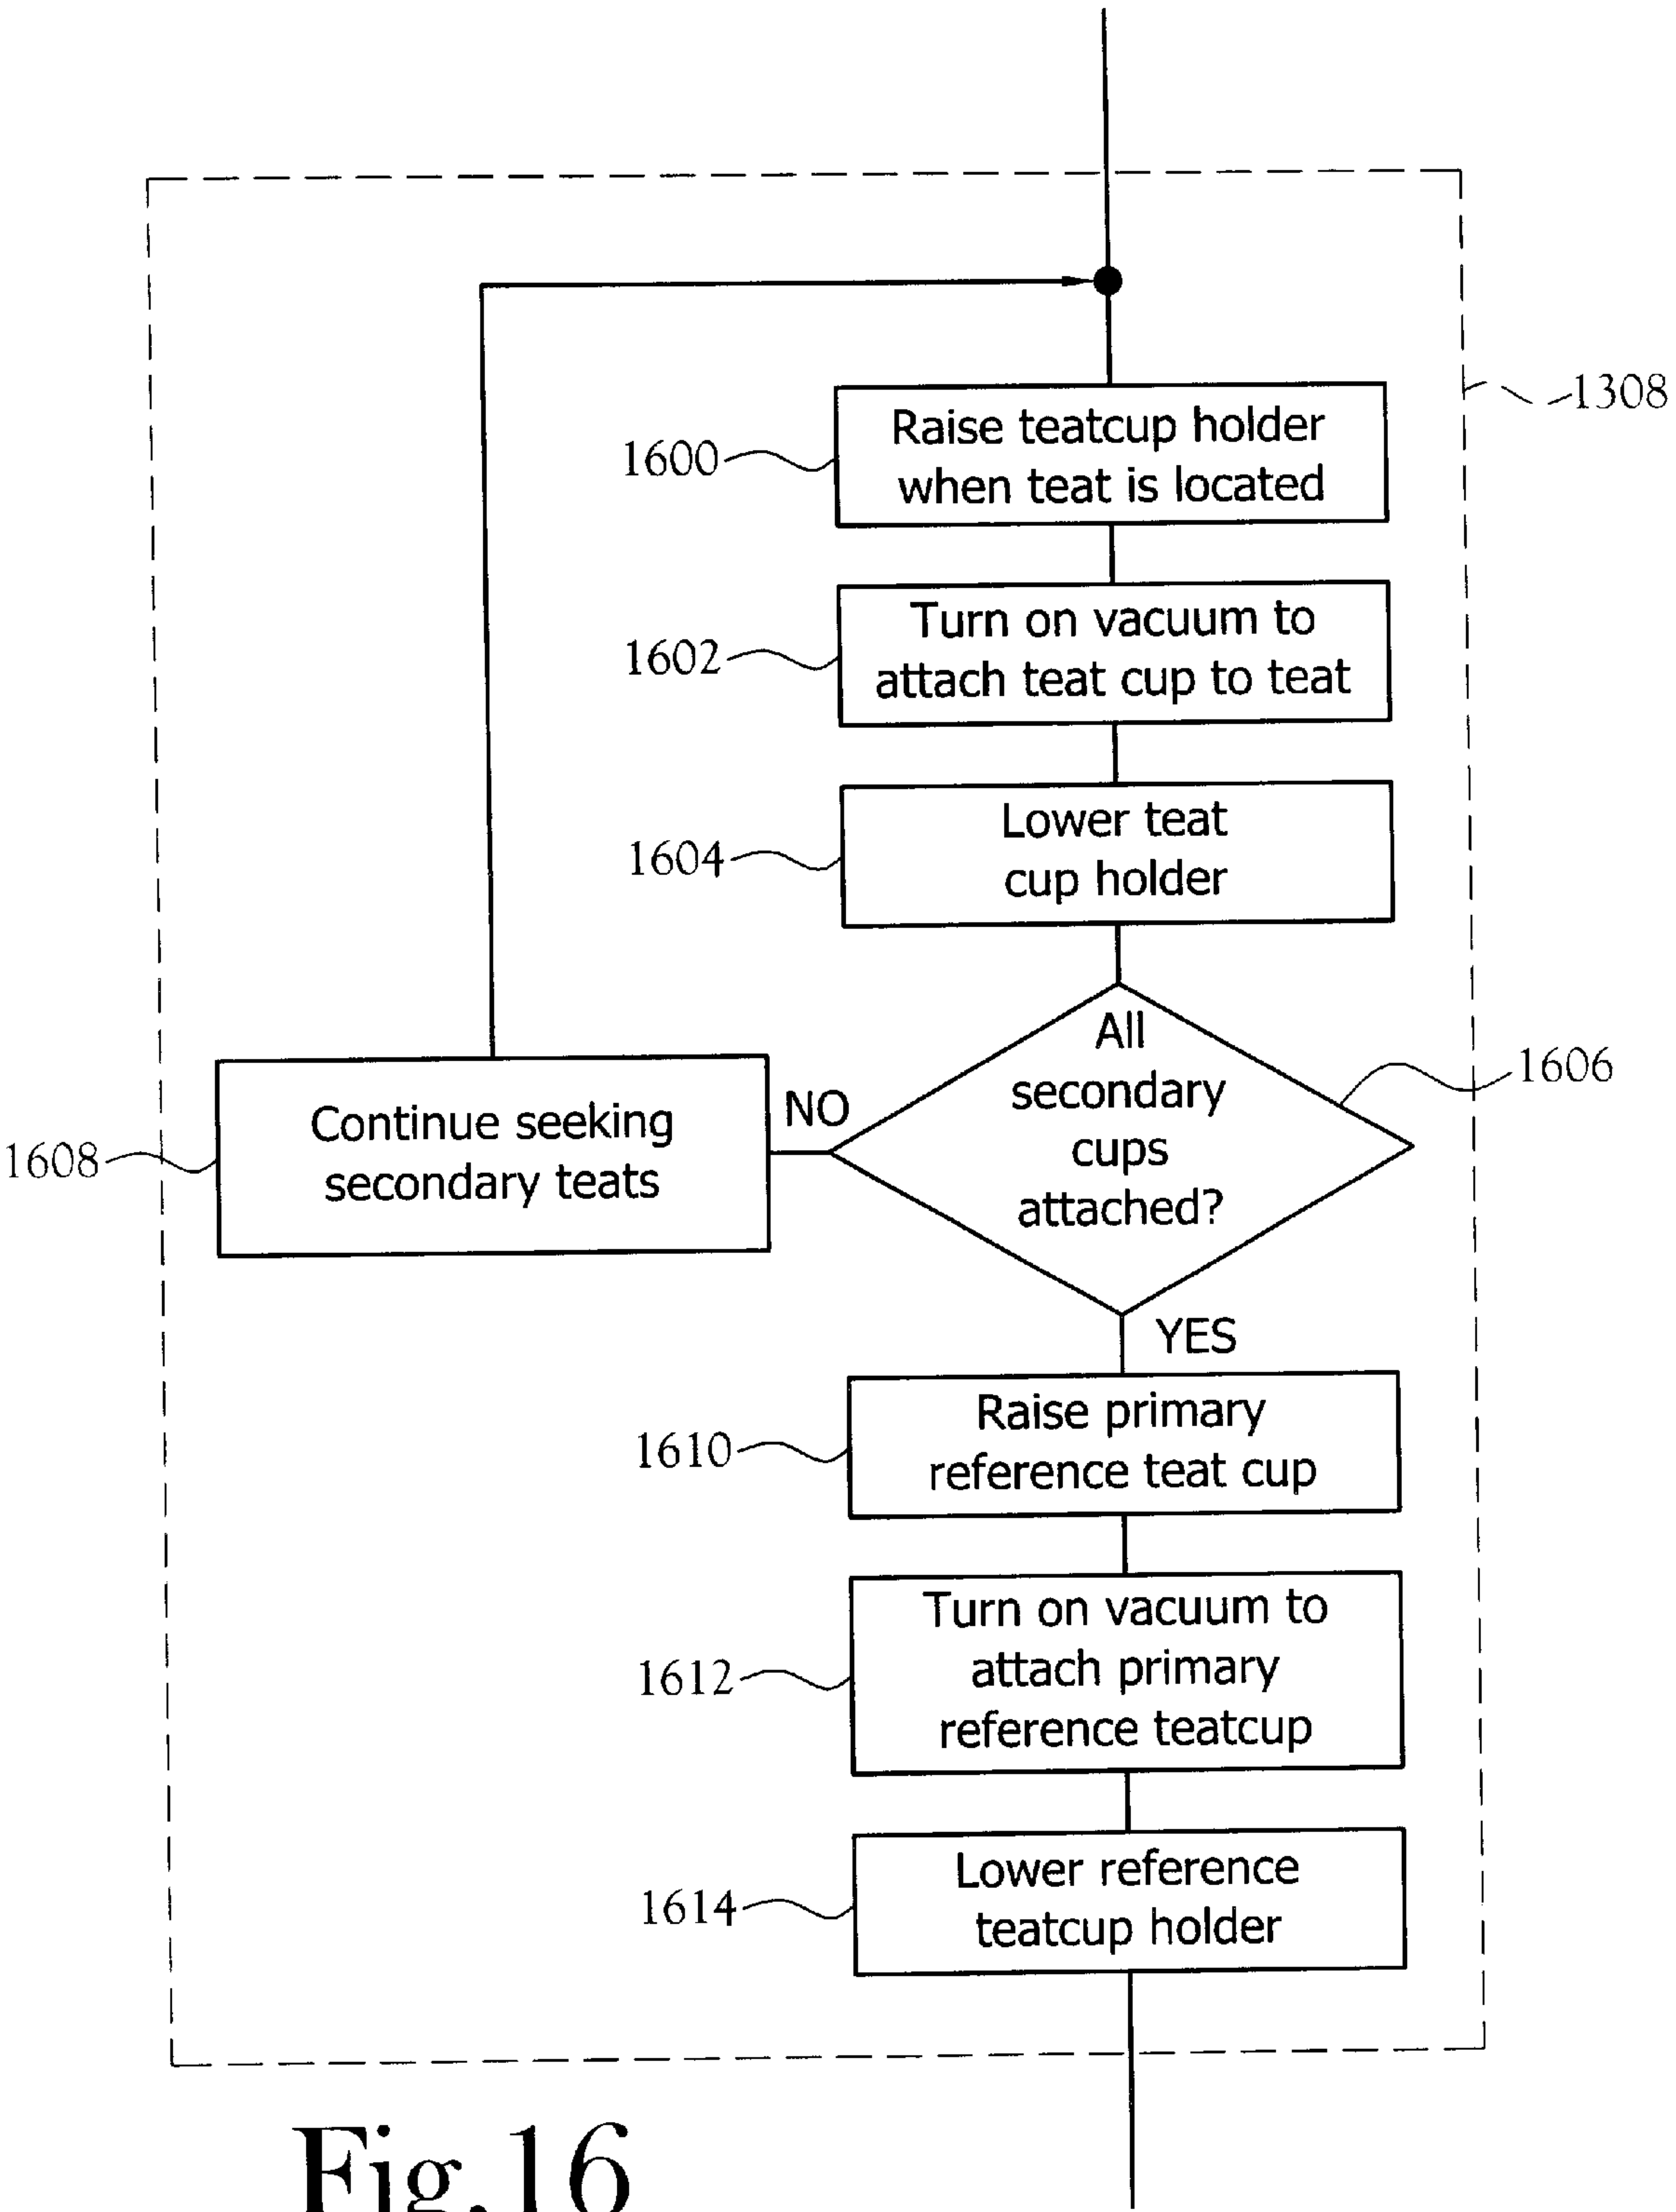 1308
1600
Raise teatcup holder
when teat is located
1602
Turn on vacuum to
attach teat cup to teat
1604
Lower teat
cup holder
1606
All
secondary
cups
attached?
NO
1608
Continue seeking
secondary teats
YES
1610
Raise primary
reference teat cup
1612
Turn on vacuum to
attach primary
reference teatcup
1614
Lower reference
teatcup holder
Fig.16